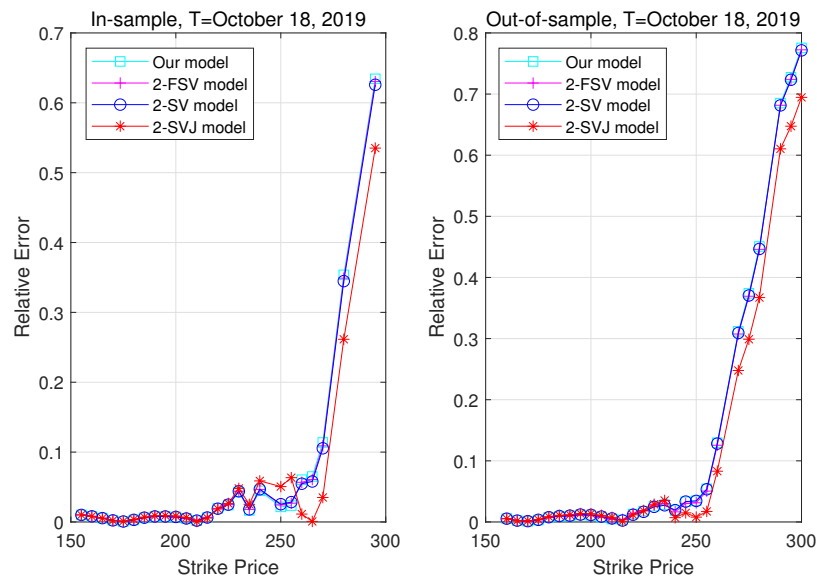 In-sample, T=October 18, 2019
0.7
0.6
0.5
0.4
0.3
0.2
0.1
0
Relative Error
Our model
2-FSV model
2-SV model
2-SVJ model
150 200 250 300
Strike Price
Out-of-sample, T=October 18, 2019
0.8
0.7
0.6
0.5
0.4
0.3
0.2
0.1
0
Relative Error
Our model
2-FSV model
2-SV model
2-SVJ model
150 200 250 300
Strike Price